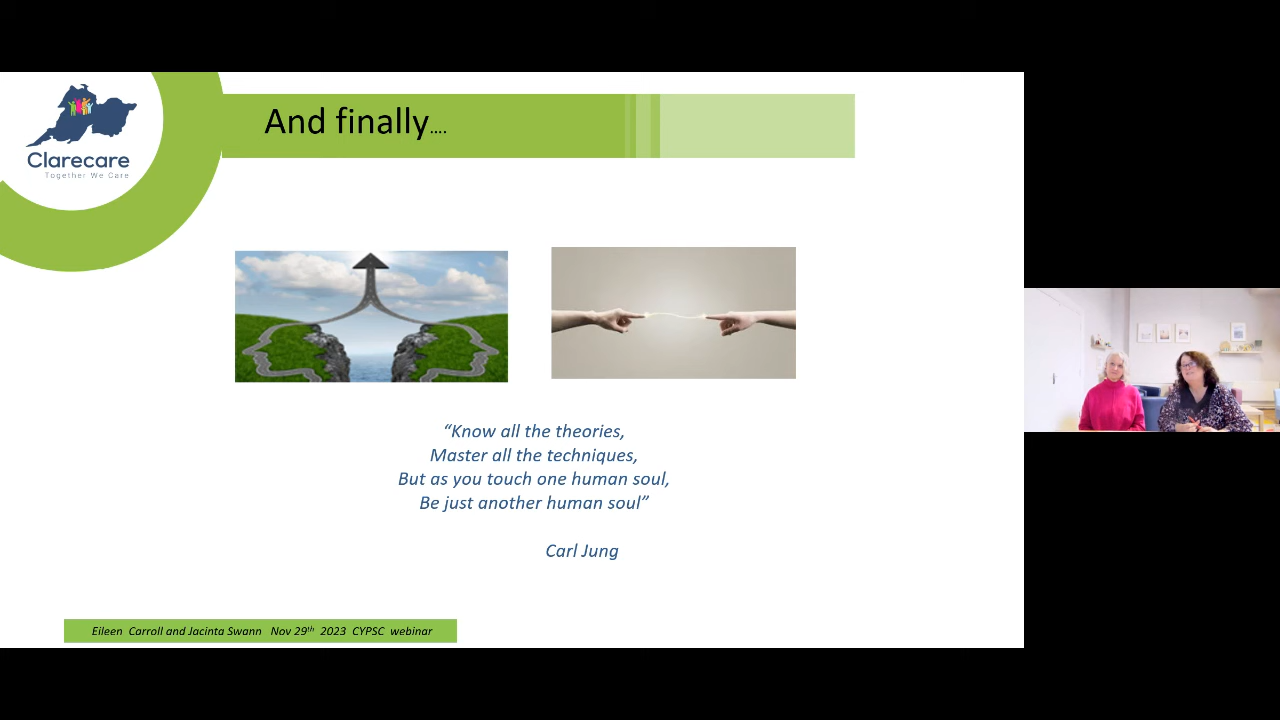 And finally....
Clarecare
Together We Care
“Know all the theories,
Master all the techniques,
But as you touch one human soul,
Be just another human soul”
Carl Jung
Eileen Carroll and Jacinta Swann Nov 29th 2023 CYPSC webinar